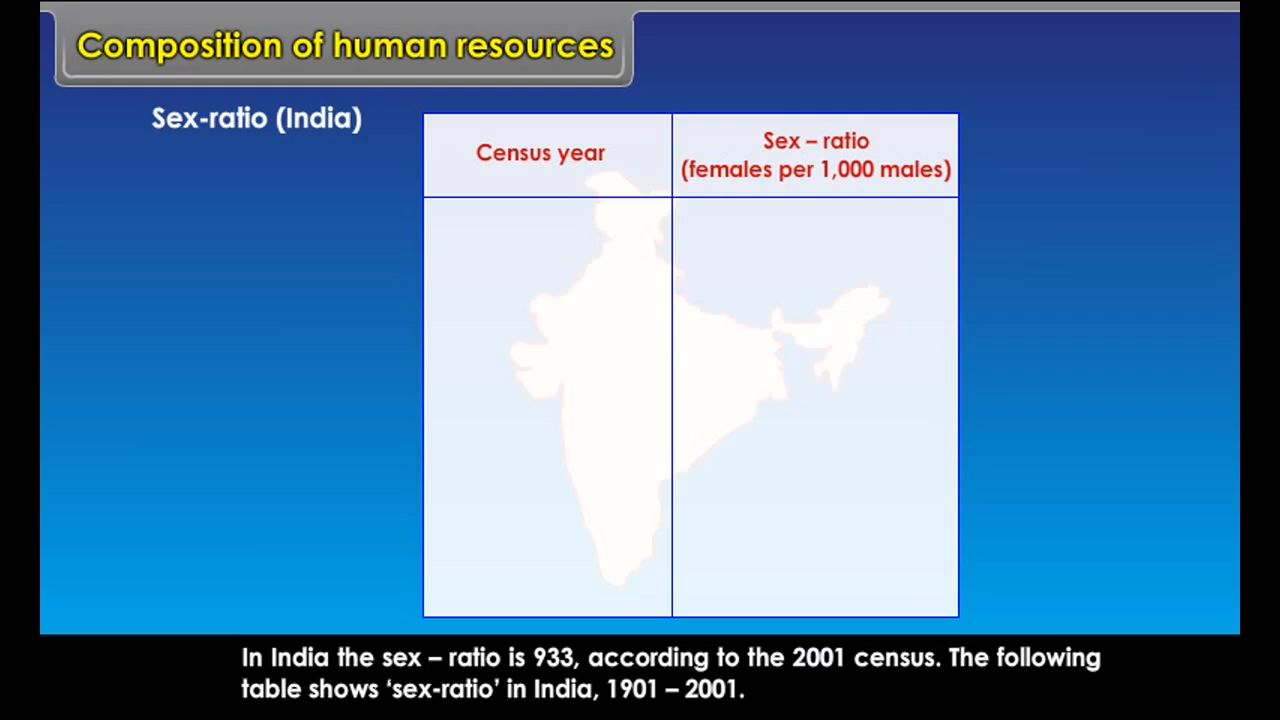 Composition of human resources
Sex-ratio (India)
Census year
Sex – ratio
(females per 1,000 males)
In India the sex – ratio is 933, according to the 2001 census. The following
table shows ‘sex-ratio’ in India, 1901 – 2001.